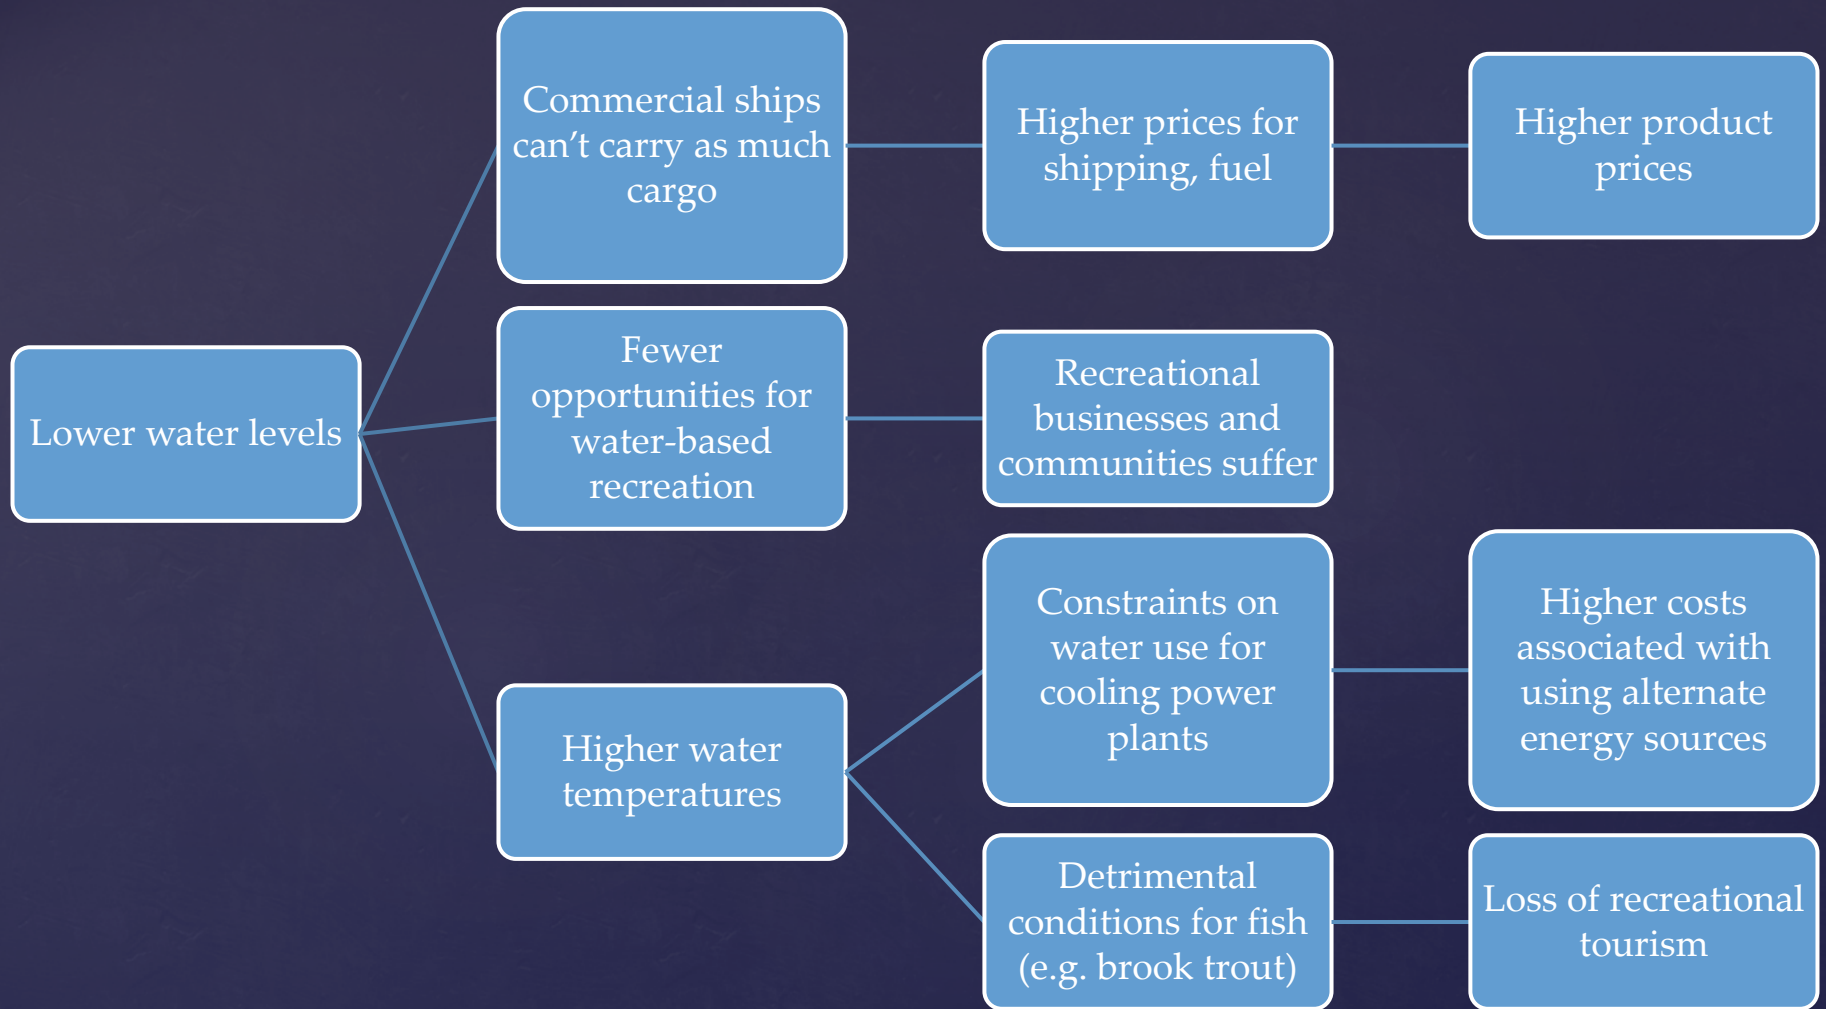 Lower water levels
Commercial ships
can’t carry as much
cargo
Higher prices for
shipping, fuel
Higher product
prices
Fewer
opportunities for
water-based
recreation
Recreational
businesses and
communities suffer
Higher water
temperatures
Constraints on
water use for
cooling power
plants
Higher costs
associated with
using alternate
energy sources
Detrimental
conditions for fish
(e.g. brook trout)
Loss of recreational
tourism